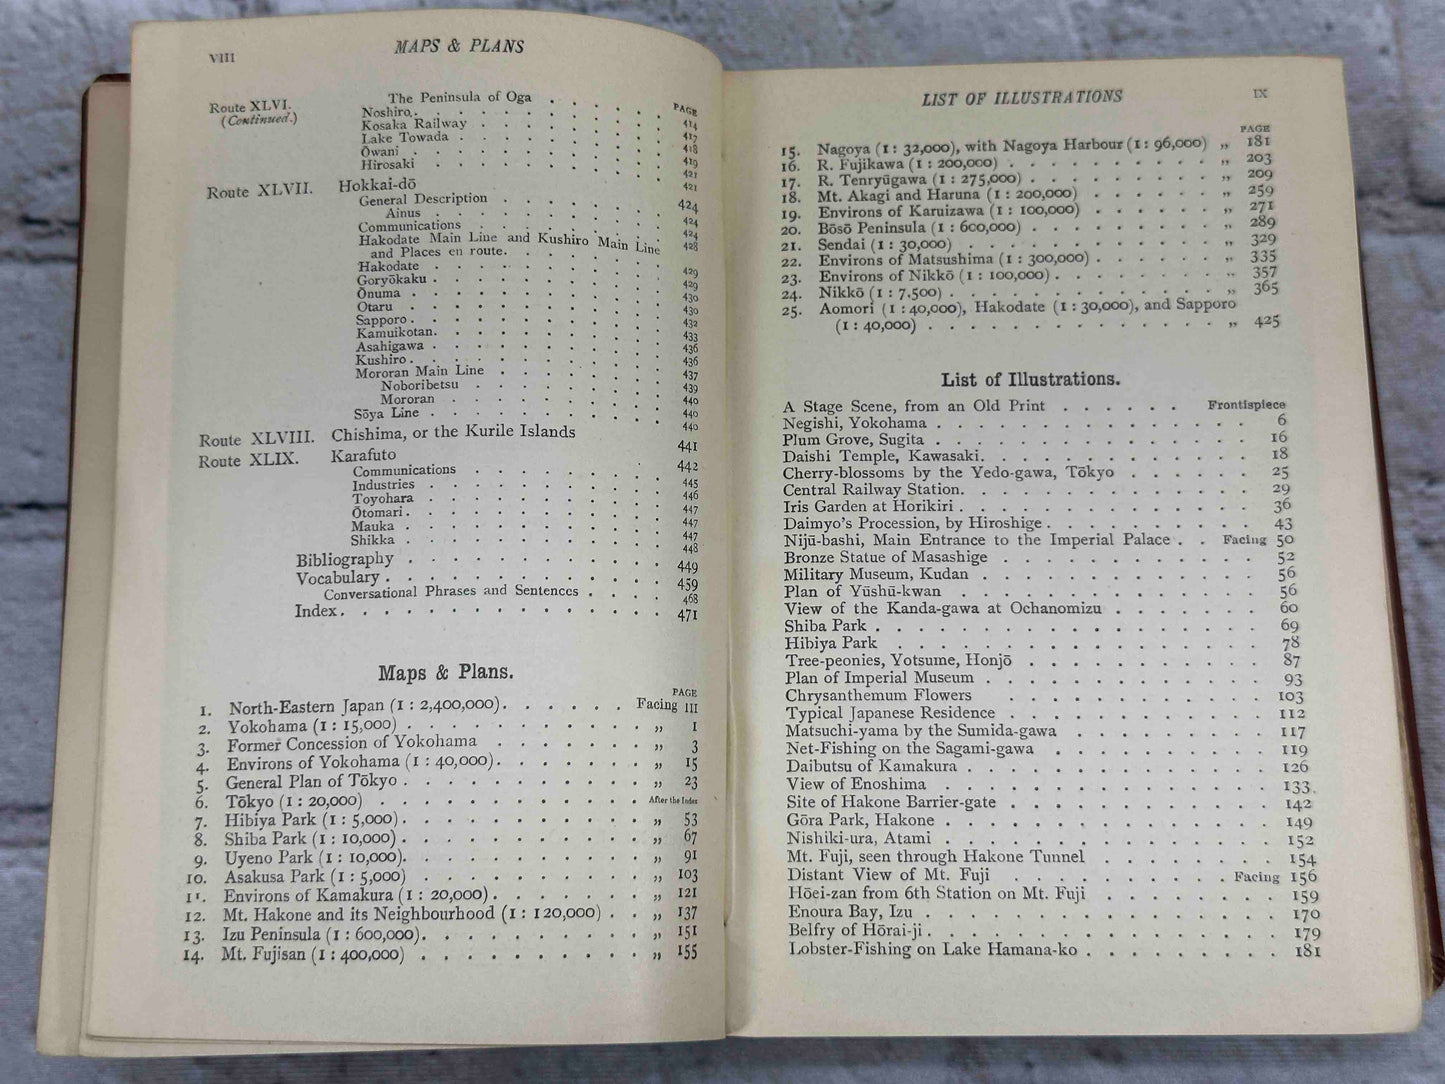 VIII
MAPS & PLANS
PAGE
Route XLVI. The Peninsula of Oga . . . . . . 414
(Continued.) Noshiro. . . . . . . . . 417
Kosaka Railway . . . . . . . 418
Lake Towada . . . . . . . . 419
Ōwani . . . . . . . . . 421
Hirosaki . . . . . . . . 421
Route XLVII. Hokkai-dō . . . . . . . . 424
General Description . . . . . . 424
Ainus . . . . . . . . 424
Communications . . . . . . . 428
Hakodate Main Line and Kushiro Main Line
and Places en route. . . . . . . 429
Hakodate . . . . . . . . 429
Goryōkaku . . . . . . . . 430
Ōnuma . . . . . . . . . 430
Otaru . . . . . . . . . 432
Sapporo . . . . . . . . . 433
Kamuikotan. . . . . . . . . 436
Asahigawa . . . . . . . . 436
Kushiro . . . . . . . . . 437
Mororan Main Line . . . . . . 439
Noboribetsu . . . . . . . 440
Mororan . . . . . . . . 440
Sōya Line . . . . . . . . 440
Route XLVIII. Chishima, or the Kurile Islands 441
Route XLIX. Karafuto 442
Communications . . . . . . . 445
Industries . . . . . . . . 446
Toyohara . . . . . . . . 447
Ōtomari . . . . . . . . . 447
Mauka . . . . . . . . . 447
Shikka . . . . . . . . . 448
Bibliography . . . . . . . . . 449
Vocabulary . . . . . . . . . . 459
Conversational Phrases and Sentences . . . . 468
Index . . . . . . . . . . . 471
Maps & Plans.
PAGE
1. North-Eastern Japan (1 : 2,400,000) . . . . . . Facing III
2. Yokohama (1 : 15,000) . . . . . . . . „ 1
3. Former Concession of Yokohama . . . . . . „ 3
4. Environs of Yokohama (1 : 40,000) . . . . . . „ 15
5. General Plan of Tōkyo . . . . . . . . „ 23
6. Tōkyo (1 : 20,000) . . . . . . . . After the Index
7. Hibiya Park (1 : 5,000) . . . . . . . . „ 53
8. Shiba Park (1 : 10,000) . . . . . . . . „ 67
9. Uyeno Park (1 : 10,000) . . . . . . . . „ 91
10. Asakusa Park (1 : 5,000) . . . . . . . „ 103
11. Environs of Kamakura (1 : 20,000) . . . . . . „ 121
12. Mt. Hakone and its Neighbourhood (1 : 120,000) . . „ 137
13. Izu Peninsula (1 : 600,000) . . . . . . . „ 151
14. Mt. Fujisan (1 : 400,000) . . . . . . . „ 155
LIST OF ILLUSTRATIONS
IX
PAGE
15. Nagoya (1 : 32,000), with Nagoya Harbour (1 : 96,000) „ 181
16. R. Fujikawa (1 : 200,000) . . . . . . . „ 203
17. R. Tenryūgawa (1 : 275,000) . . . . . . „ 209
18. Mt. Akagi and Haruna (1 : 200,000) . . . . „ 259
19. Environs of Karuizawa (1 : 100,000) . . . . „ 271
20. Bōsō Peninsula (1 : 600,000) . . . . . . „ 289
21. Sendai (1 : 30,000) . . . . . . . . „ 329
22. Environs of Matsushima (1 : 300,000) . . . . „ 335
23. Environs of Nikkō (1 : 100,000) . . . . . . „ 357
24. Nikkō (1 : 7,500) . . . . . . . . „ 365
25. Aomori (1 : 40,000), Hakodate (1 : 30,000), and Sapporo
(1 : 40,000) . . . . . . . . . „ 425
List of Illustrations.
A Stage Scene, from an Old Print . . . . . . Frontispiece
Negishi, Yokohama . . . . . . . . . . 6
Plum Grove, Sugita . . . . . . . . . . 16
Daishi Temple, Kawasaki. . . . . . . . . . 18
Cherry-blossoms by the Yedo-gawa, Tōkyo . . . . . . 25
Central Railway Station. . . . . . . . . . 29
Iris Garden at Horikiri . . . . . . . . . . 36
Daimyo's Procession, by Hiroshige . . . . . . . . 43
Nijū-bashi, Main Entrance to the Imperial Palace . . Facing 50
Bronze Statue of Masashige . . . . . . . . . 52
Military Museum, Kudan . . . . . . . . . 56
Plan of Yūshū-kwan . . . . . . . . . . 56
View of the Kanda-gawa at Ochanomizu . . . . . . 60
Shiba Park . . . . . . . . . . . . 69
Hibiya Park . . . . . . . . . . . 78
Tree-peonies, Yotsume, Honjō . . . . . . . . 87
Plan of Imperial Museum . . . . . . . . . 93
Chrysanthemum Flowers . . . . . . . . . 103
Typical Japanese Residence . . . . . . . . 112
Matsuchi-yama by the Sumida-gawa . . . . . . . 117
Net-Fishing on the Sagami-gawa . . . . . . . 119
Daibutsu of Kamakura . . . . . . . . . . 126
View of Enoshima . . . . . . . . . . 133
Site of Hakone Barrier-gate . . . . . . . . 142
Gōra Park, Hakone . . . . . . . . . . 149
Nishiki-ura, Atami . . . . . . . . . . 152
Mt. Fuji, seen through Hakone Tunnel . . . . . . 154
Distant View of Mt. Fuji . . . . . . . Facing 156
Hōei-zan from 6th Station on Mt. Fuji . . . . . . 159
Enoura Bay, Izu . . . . . . . . . . 170
Belfry of Hōrai-ji . . . . . . . . . . 179
Lobster-Fishing on Lake Hamana-ko . . . . . . . 181